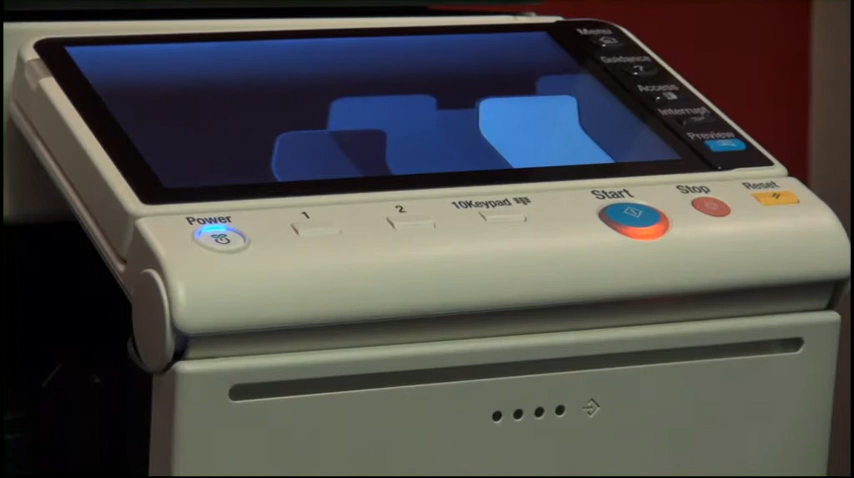 Menu
Guidance
?
Access
Interrupt
Preview
Power
1
2
10Keypad
Start
Stop
Reset